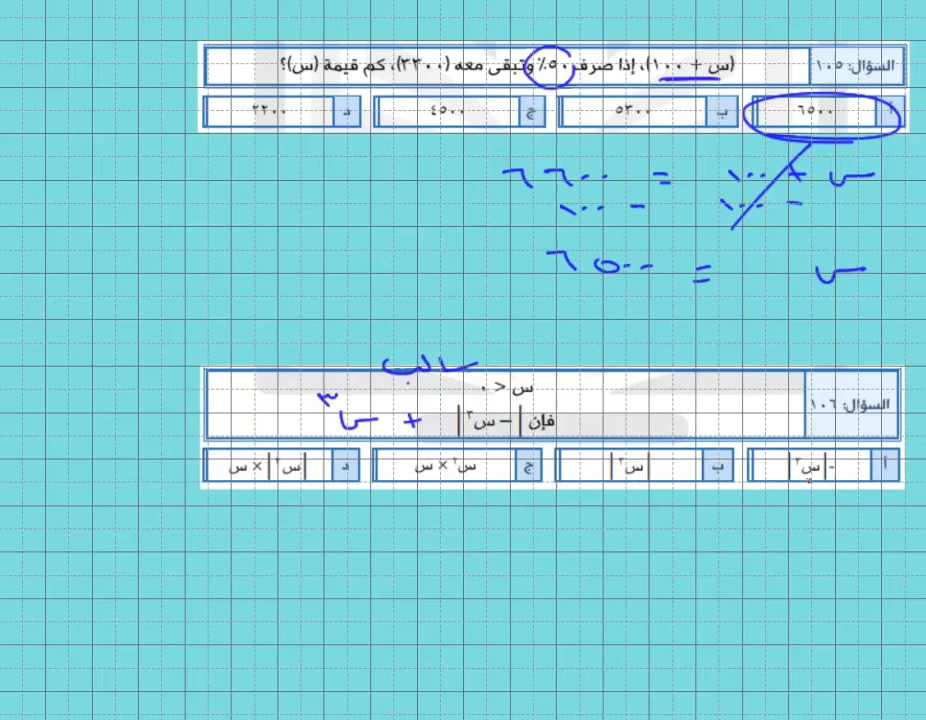 السؤال: ١٠٥
(س + ١٠٠)، إذا صرف ٥٠٪ وتبقى معه (٣٣٠٠)، كم قيمة (س)؟
أ ٦٥٠٠
ب ٥٣٠٠
ج ٤٥٠٠
د ٢٢٠٠
س + ١٠٠ = ٦٦٠٠
- ١٠٠ - ١٠٠
س = ٦٥٠٠
سالب
السؤال: ١٠٦
س < ٠
فإن | − س٣ | + س٣
أ -|س٣|
ب |س٣|
ج س٢ × س
د |س٢| × س